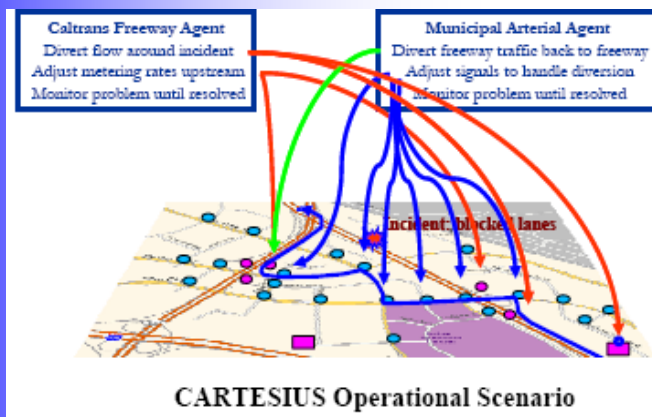 Caltrans Freeway Agent
Divert flow around incident
Adjust metering rates upstream
Monitor problem until resolved
Municipal Arterial Agent
Divert freeway traffic back to freeway
Adjust signals to handle diversion
Monitor problem until resolved
Incident: blocked lanes
CARTESIUS Operational Scenario